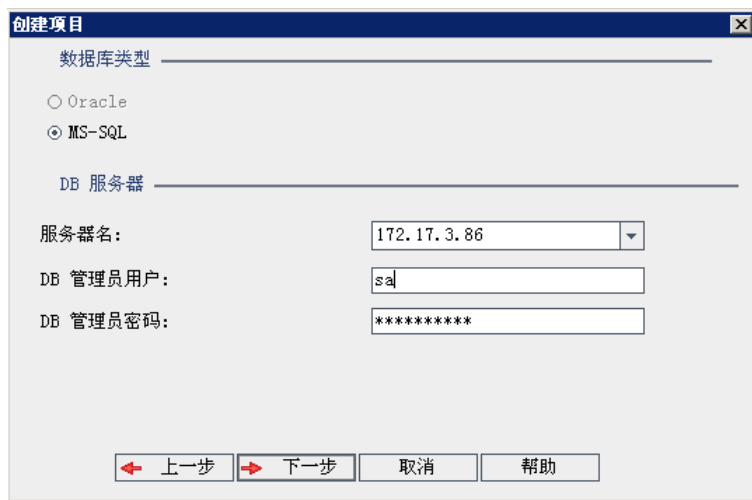 创建项目
数据库类型
Oracle
MS-SQL
DB 服务器
服务器名:
172.17.3.86
DB 管理员用户:
sa
DB 管理员密码:
**********
上一步
下一步
取消
帮助